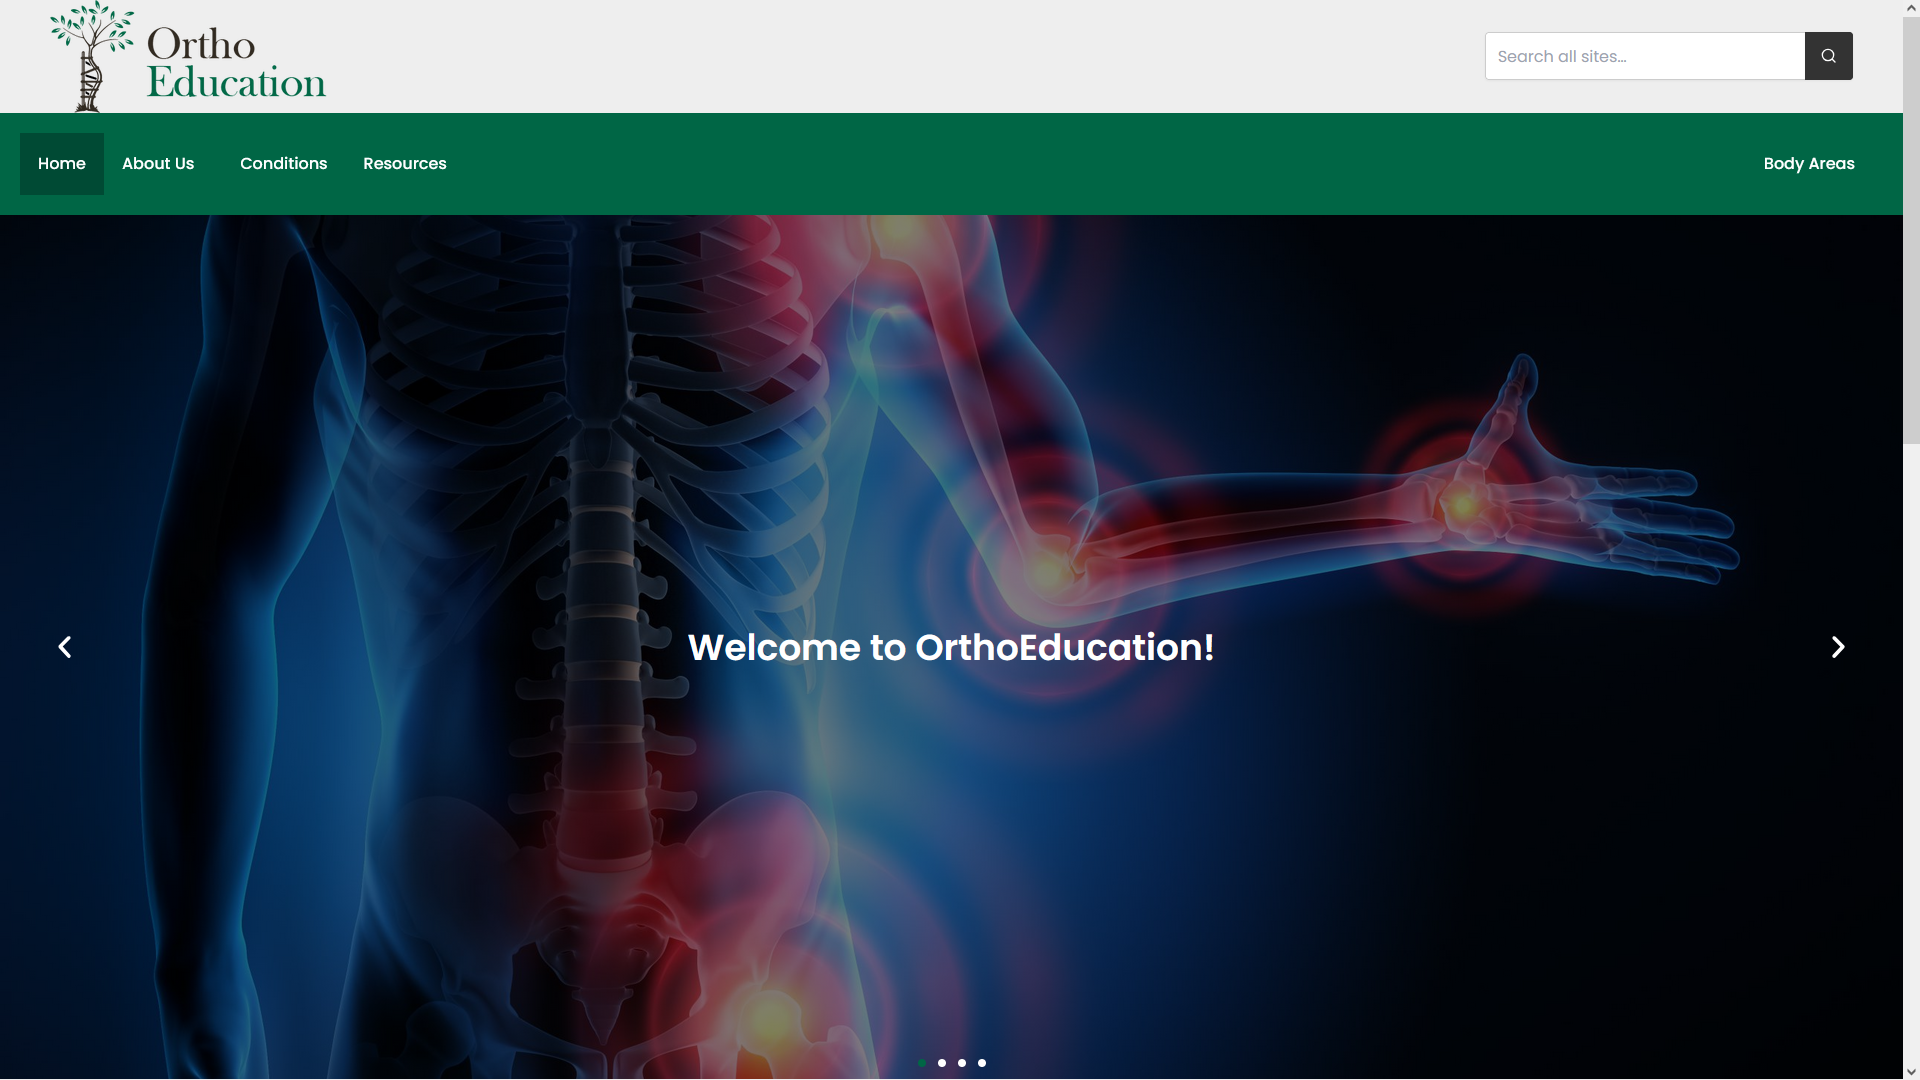 Ortho
Education
Search all sites...
Home
About Us
Conditions
Resources
Body Areas
Welcome to OrthoEducation!